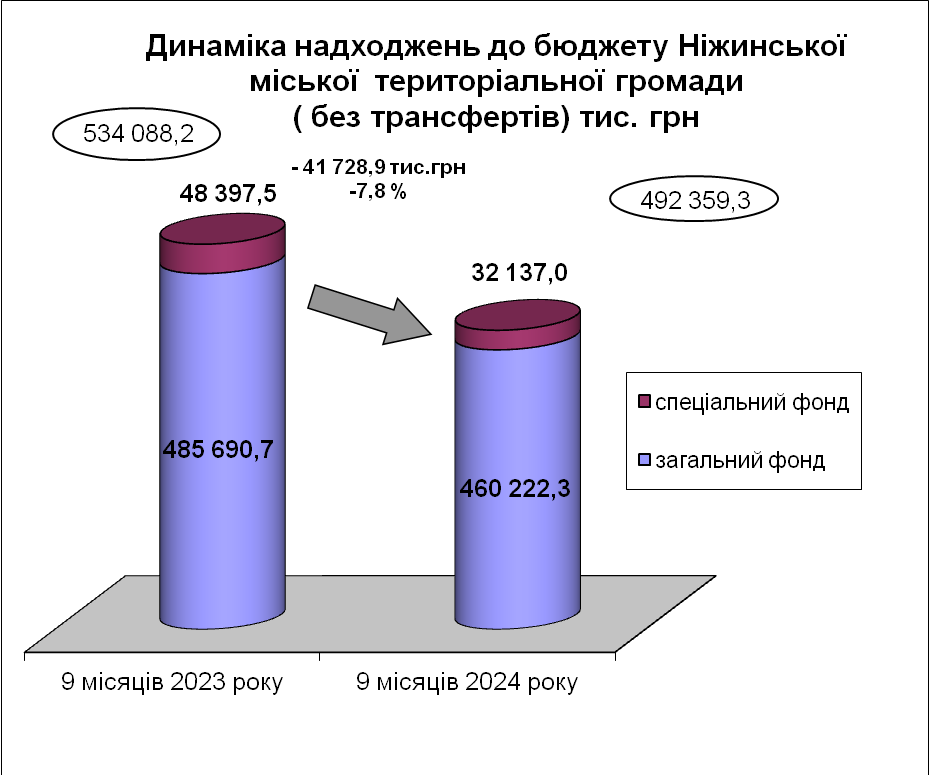 Динаміка надходжень до бюджету Ніжинської
міської територіальної громади
( без трансфертів) тис. грн
534 088,2
- 41 728,9 тис.грн
-7,8 %
48 397,5
492 359,3
32 137,0
спеціальний фонд
485 690,7
загальний фонд
460 222,3
9 місяців 2023 року
9 місяців 2024 року